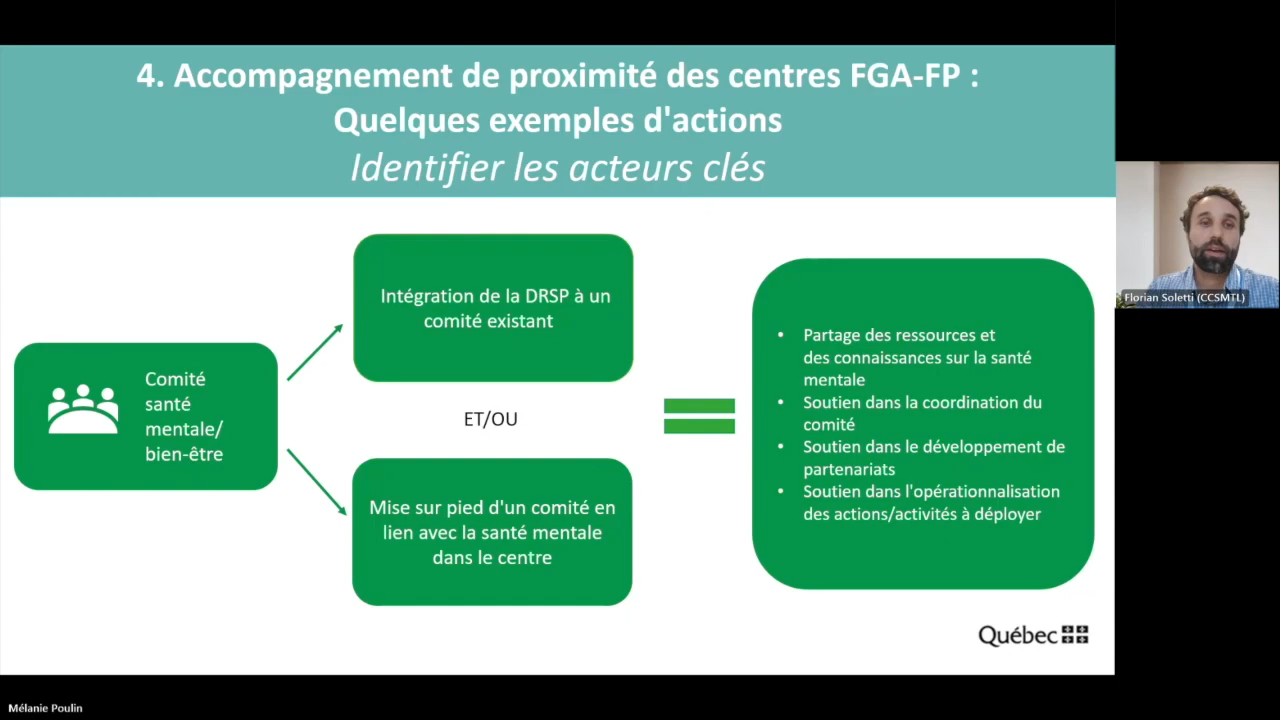 4. Accompagnement de proximité des centres FGA-FP :
Quelques exemples d'actions
Identifier les acteurs clés
Comité
santé
mentale/
bien-être
Intégration de la DRSP à un
comité existant
ET/OU
Mise sur pied d'un comité en
lien avec la santé mentale
dans le centre
• Partage des ressources et
des connaissances sur la santé
mentale
• Soutien dans la coordination du
comité
• Soutien dans le développement de
partenariats
• Soutien dans l'opérationnalisation
des actions/activités à déployer
Québec
Florian Soletti (CCSMTL)
Mélanie Poulin